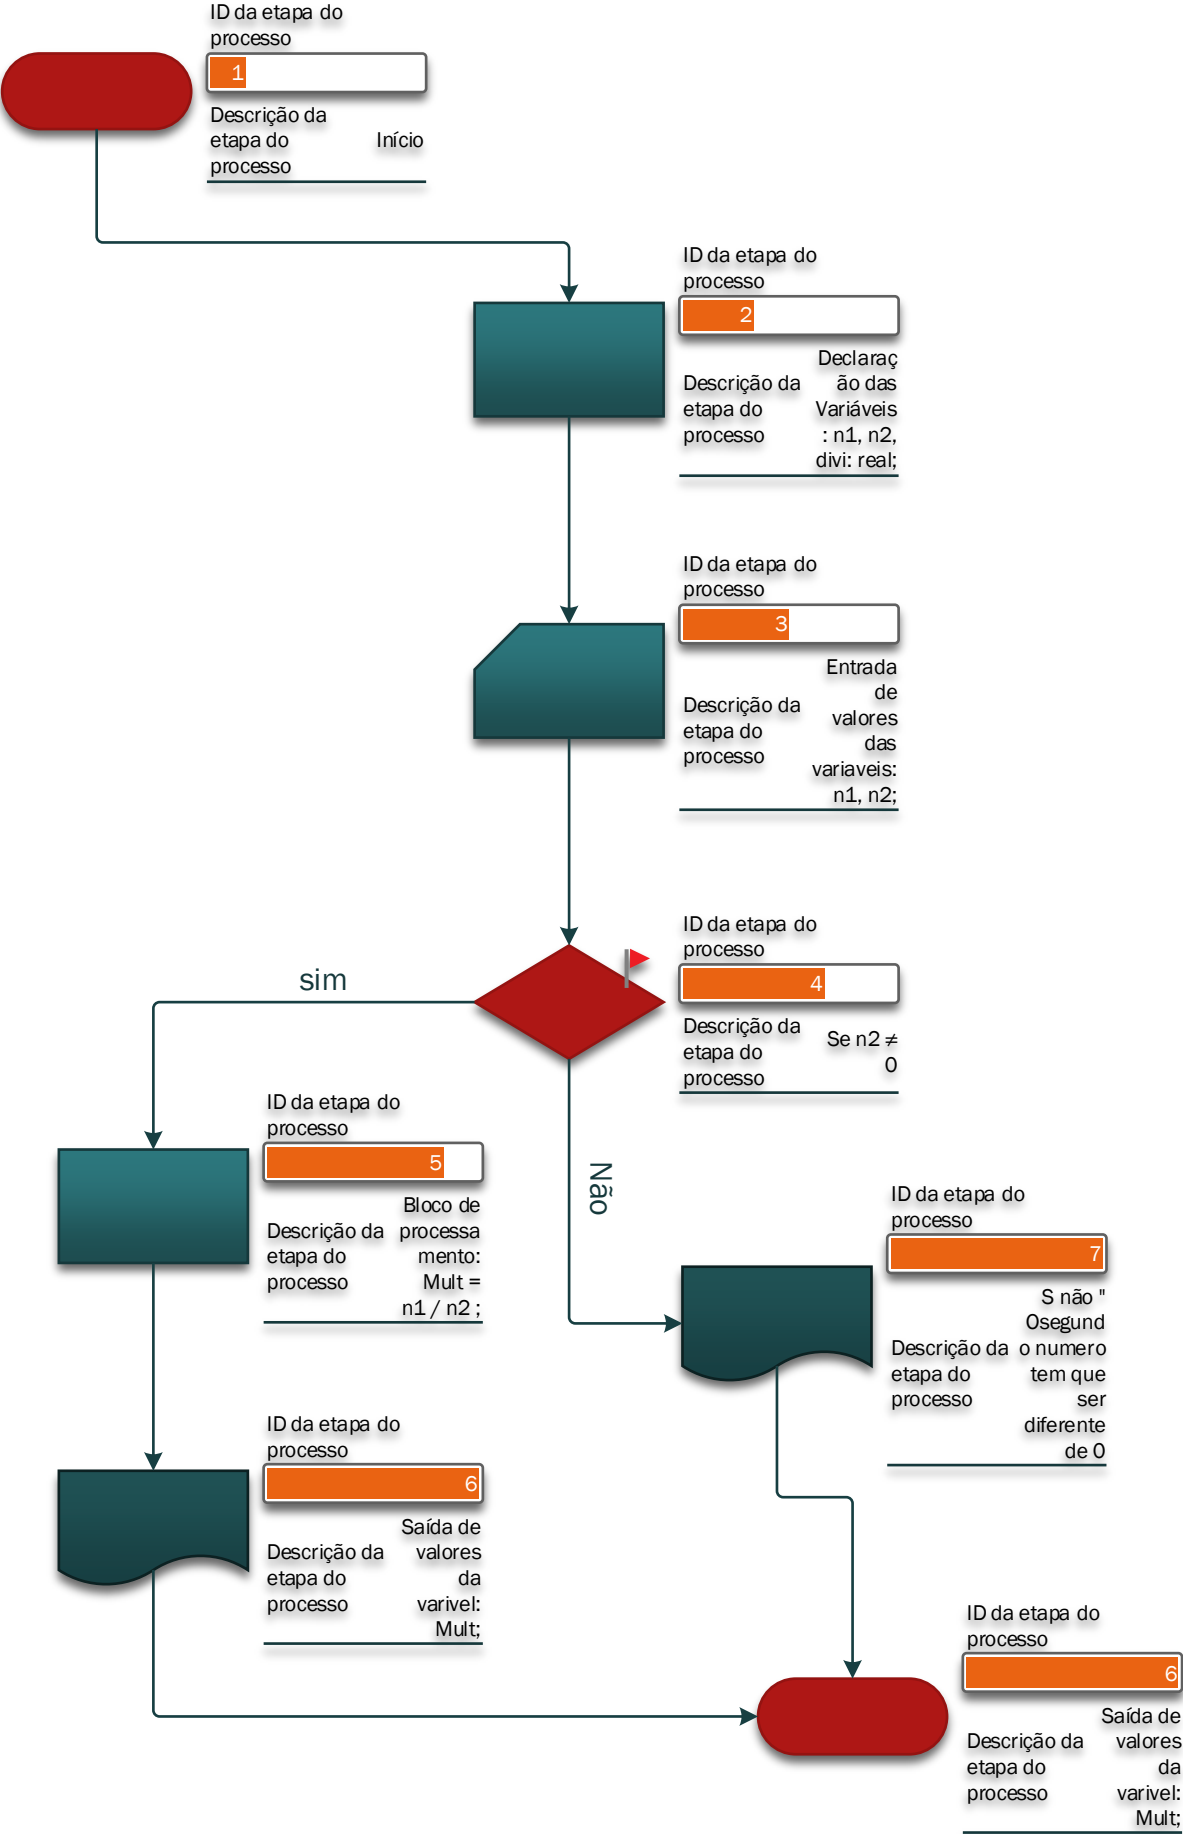 ID da etapa do
processo
1
Descrição da
etapa do
processo
Início
ID da etapa do
processo
2
Descrição da
etapa do
processo
Declaraç
ão das
Variáveis
: n1, n2,
divi: real;
ID da etapa do
processo
3
Descrição da
etapa do
processo
Entrada
de
valores
das
variaveis:
n1, n2;
ID da etapa do
processo
4
Descrição da
etapa do
processo
Se n2 ≠
0
sim
Não
ID da etapa do
processo
5
Descrição da
etapa do
processo
Bloco de
processa
mento:
Mult =
n1 / n2 ;
ID da etapa do
processo
7
Descrição da
etapa do
processo
S não "
Osegund
o numero
tem que
ser
diferente
de 0
ID da etapa do
processo
6
Descrição da
etapa do
processo
Saída de
valores
da
varivel:
Mult;
ID da etapa do
processo
6
Descrição da
etapa do
processo
Saída de
valores
da
varivel:
Mult;